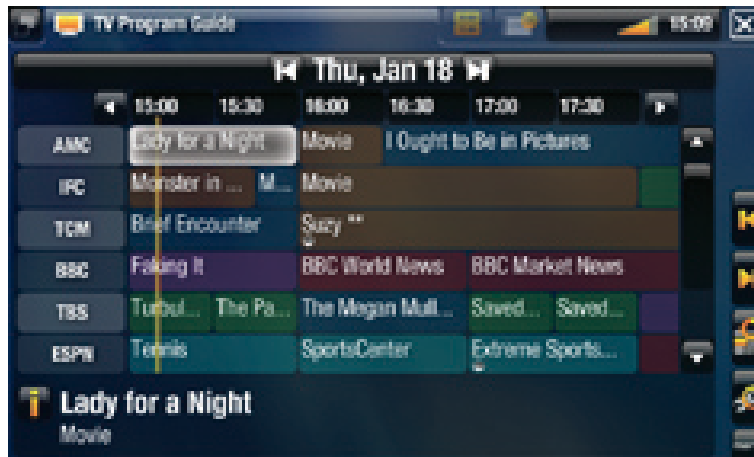 TV Program Guide 15:09
Thu, Jan 18
15:00 15:30 16:00 16:30 17:00 17:30
AMC Lady for a Night Movie I Ought to Be in Pictures
IFC Monster in ... M... Movie
TCM Brief Encounter Suzy **
BBC Faking It BBC World News BBC Market News
TBS Turbul... The Pa... The Megan Mull... Saved... Saved...
ESPN Tennis SportsCenter Extreme Sports...
i Lady for a Night
Movie